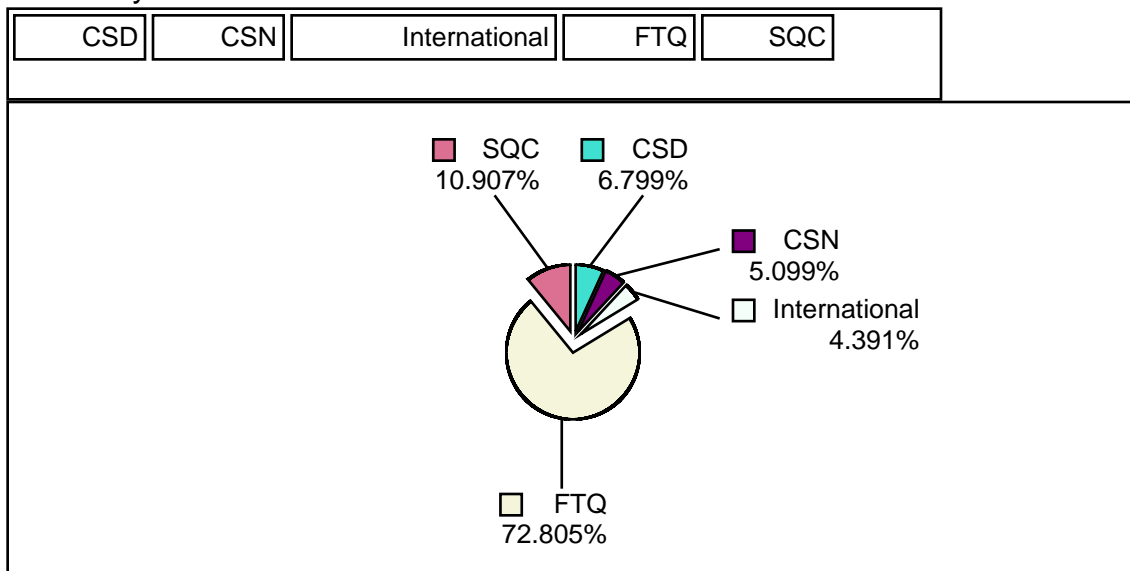 CSD CSN International FTQ SQC
SQC CSD
10.907% 6.799%
CSN
5.099%
International
4.391%
FTQ
72.805%